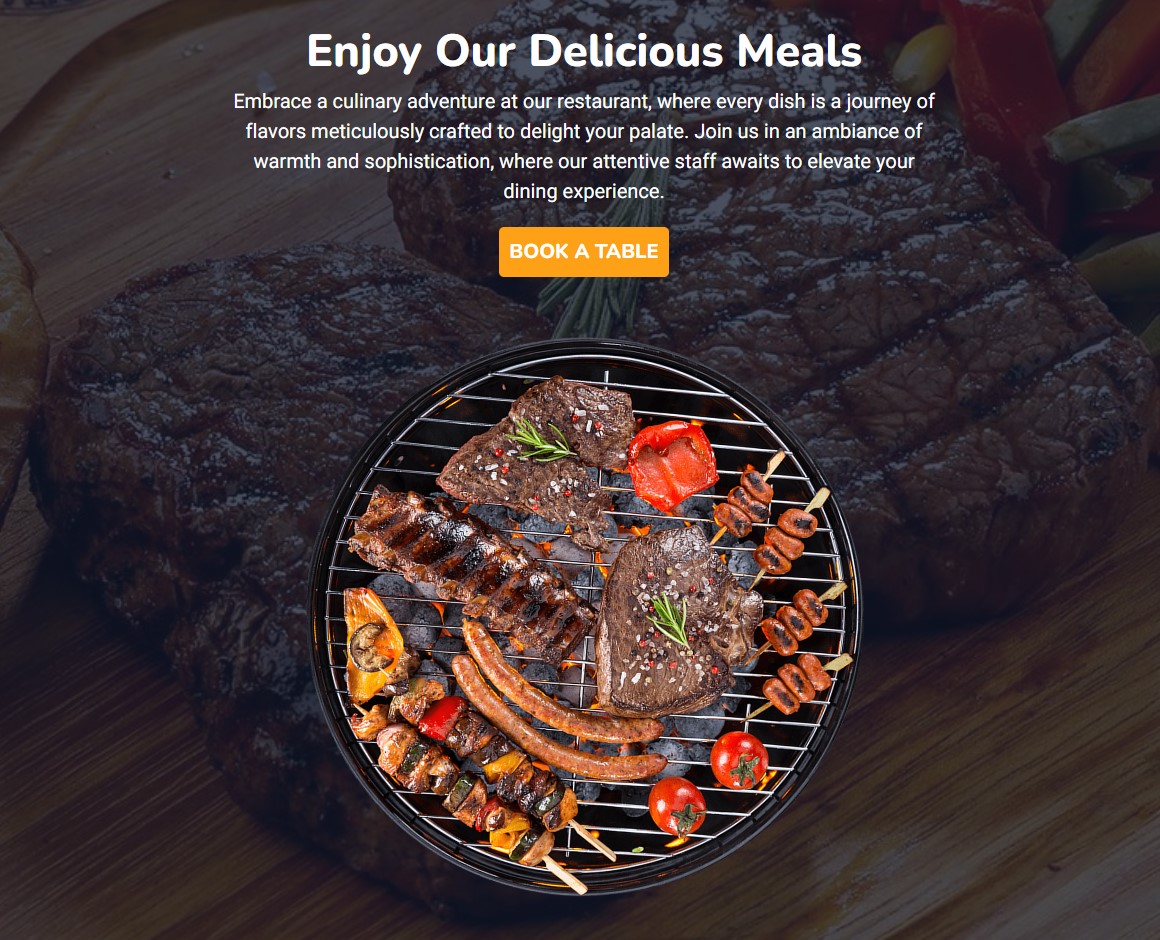 Enjoy Our Delicious Meals
Embrace a culinary adventure at our restaurant, where every dish is a journey of
flavors meticulously crafted to delight your palate. Join us in an ambiance of
warmth and sophistication, where our attentive staff awaits to elevate your
dining experience.
BOOK A TABLE